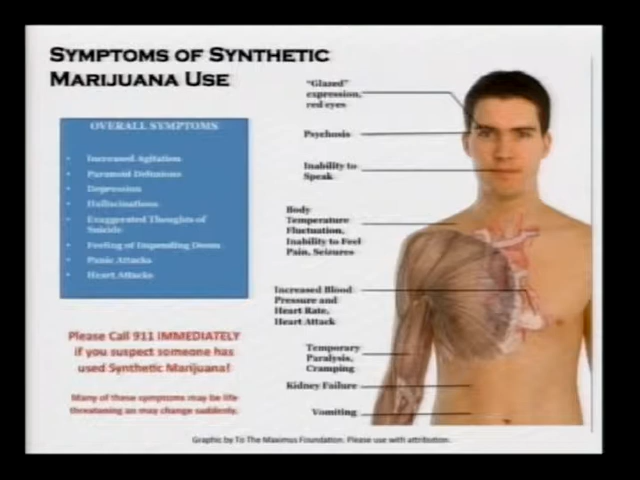 SYMPTOMS OF SYNTHETIC
MARIJUANA USE
OVERALL SYMPTOMS
• Increased Agitation
• Paranoid Delusions
• Depression
• Hallucinations
• Exaggerated Thoughts of
Suicide
• Feeling of Impending Doom
• Panic Attacks
• Heart Attacks
Please Call 911 IMMEDIATELY
if you suspect someone has
used Synthetic Marijuana!
Many of these symptoms may be life
threatening an may change suddenly.
"Glazed"
expression,
red eyes
Psychosis
Inability to
Speak
Body
Temperature
Fluctuation,
Inability to Feel
Pain, Seizures
Increased Blood
Pressure and
Heart Rate,
Heart Attack
Temporary
Paralysis,
Cramping
Kidney Failure
Vomiting
Graphic by To The Maximus Foundation. Please use with attribution.